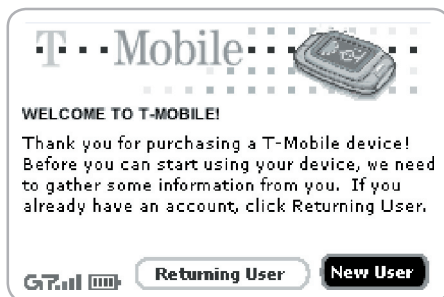 T··Mobile·
WELCOME TO T-MOBILE!
Thank you for purchasing a T-Mobile device!
Before you can start using your device, we need
to gather some information from you. If you
already have an account, click Returning User.
G Returning User New User